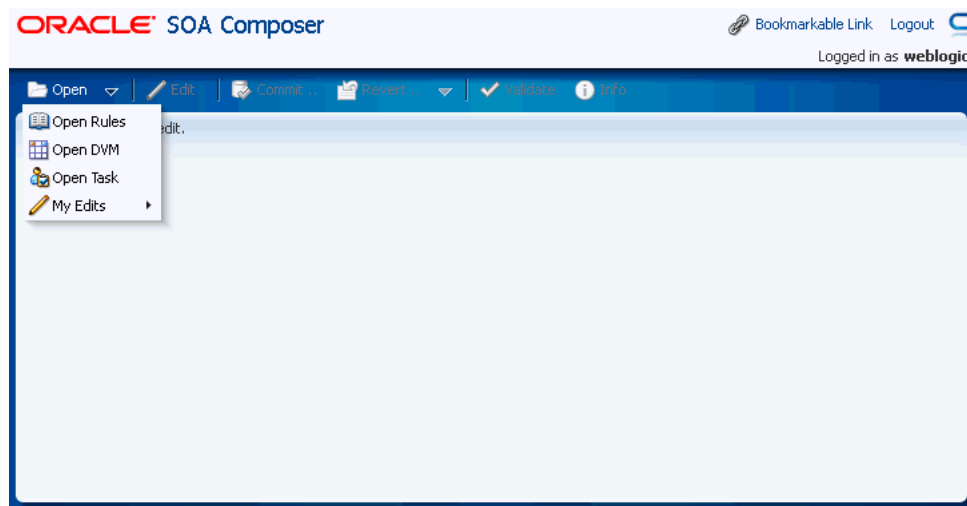 ORACLE SOA Composer
Bookmarkable Link Logout
Logged in as weblogic
Open Edit Commit .. Revert .. Validate Info
Open Rules
edit.
Open DVM
Open Task
My Edits